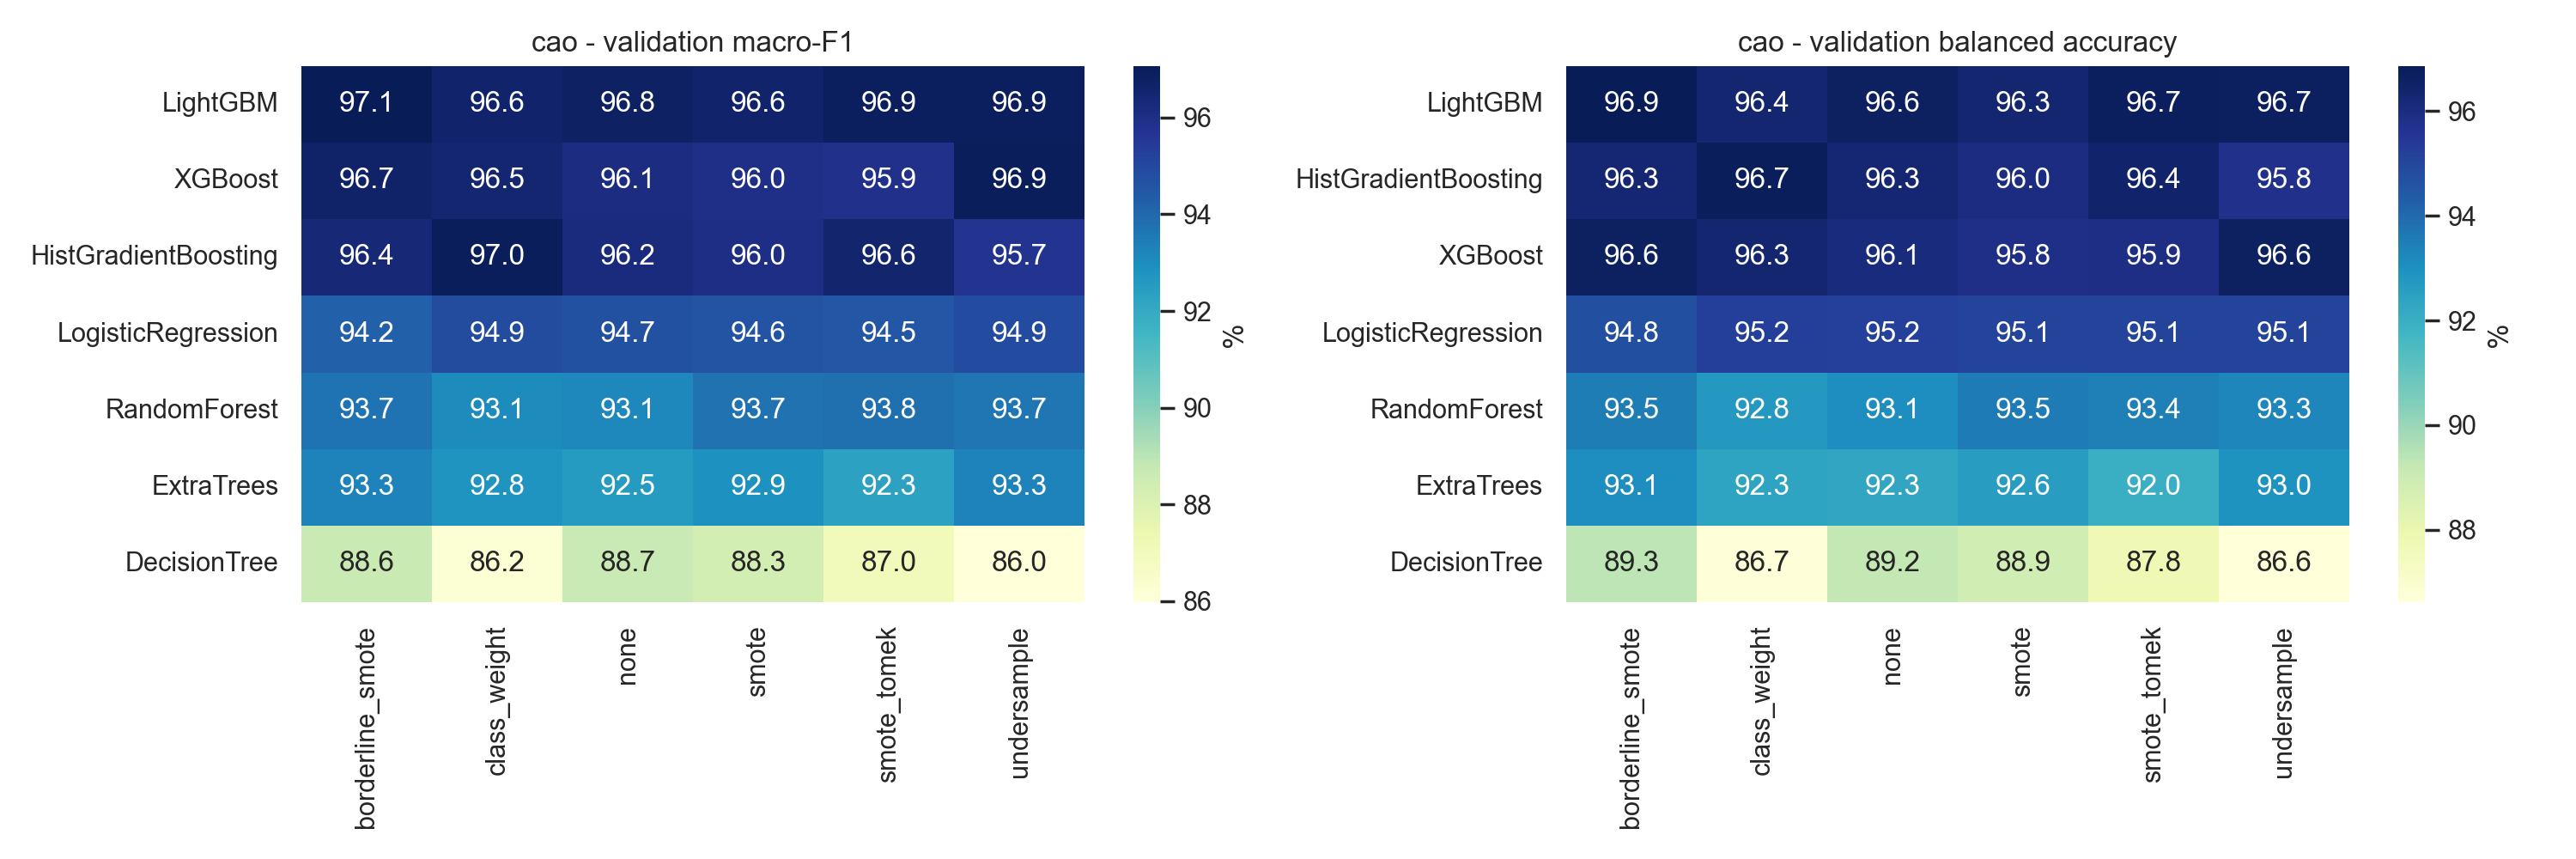 cao - validation macro-F1
LightGBM 97.1 96.6 96.8 96.6 96.9 96.9
XGBoost 96.7 96.5 96.1 96.0 95.9 96.9
HistGradientBoosting 96.4 97.0 96.2 96.0 96.6 95.7
LogisticRegression 94.2 94.9 94.7 94.6 94.5 94.9
RandomForest 93.7 93.1 93.1 93.7 93.8 93.7
ExtraTrees 93.3 92.8 92.5 92.9 92.3 93.3
DecisionTree 88.6 86.2 88.7 88.3 87.0 86.0
borderline_smote
class_weight
none
smote
smote_tomek
undersample
96
94
92
90
88
86
%
cao - validation balanced accuracy
LightGBM 96.9 96.4 96.6 96.3 96.7 96.7
HistGradientBoosting 96.3 96.7 96.3 96.0 96.4 95.8
XGBoost 96.6 96.3 96.1 95.8 95.9 96.6
LogisticRegression 94.8 95.2 95.2 95.1 95.1 95.1
RandomForest 93.5 92.8 93.1 93.5 93.4 93.3
ExtraTrees 93.1 92.3 92.3 92.6 92.0 93.0
DecisionTree 89.3 86.7 89.2 88.9 87.8 86.6
borderline_smote
class_weight
none
smote
smote_tomek
undersample
96
94
92
90
88
%